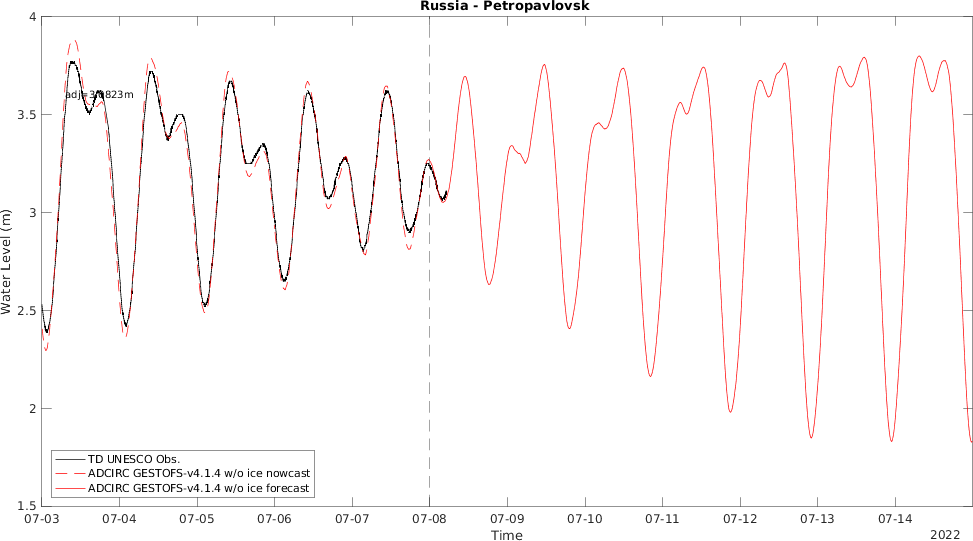 Russia - Petropavlovsk
4
3.5
3
2.5
2
1.5
Water Level (m)
TD UNESCO Obs.
ADCIRC GESTOFS-v4.1.4 w/o ice nowcast
ADCIRC GESTOFS-v4.1.4 w/o ice forecast
07-03 07-04 07-05 07-06 07-07 07-08 07-09 07-10 07-11 07-12 07-13 07-14
Time
2022